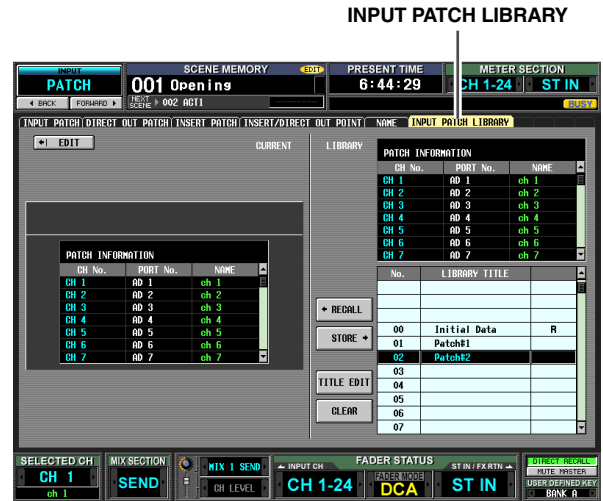 INPUT PATCH LIBRARY
INPUT SCENE MEMORY EDIT PRESENT TIME METER SECTION
PATCH 001 Opening 6:44:29 CH 1-24 ST IN
BACK FORWARD NEXT SCENE 002 ACT1 BUSY
INPUT PATCH DIRECT OUT PATCH INSERT PATCH INSERT/DIRECT OUT POINT NAME INPUT PATCH LIBRARY
EDIT CURRENT LIBRARY
PATCH INFORMATION
CH No. PORT No. NAME
CH 1 AD 1 ch 1
CH 2 AD 2 ch 2
CH 3 AD 3 ch 3
CH 4 AD 4 ch 4
CH 5 AD 5 ch 5
CH 6 AD 6 ch 6
CH 7 AD 7 ch 7
PATCH INFORMATION
CH No. PORT No. NAME
CH 1 AD 1 ch 1
CH 2 AD 2 ch 2
CH 3 AD 3 ch 3
CH 4 AD 4 ch 4
CH 5 AD 5 ch 5
CH 6 AD 6 ch 6
CH 7 AD 7 ch 7
RECALL
STORE
TITLE EDIT
CLEAR
No. LIBRARY TITLE
00 Initial Data R
01 Patch#1
02 Patch#2
03
04
05
06
07
SELECTED CH MIX SECTION MIX 1 SEND INPUT CH FADER STATUS ST IN / FX RTN DIRECT RECALL
MUTE MASTER
CH 1 SEND CH LEVEL CH 1-24 FADER MODE DCA ST IN USER DEFINED KEY
ch 1 BANK A